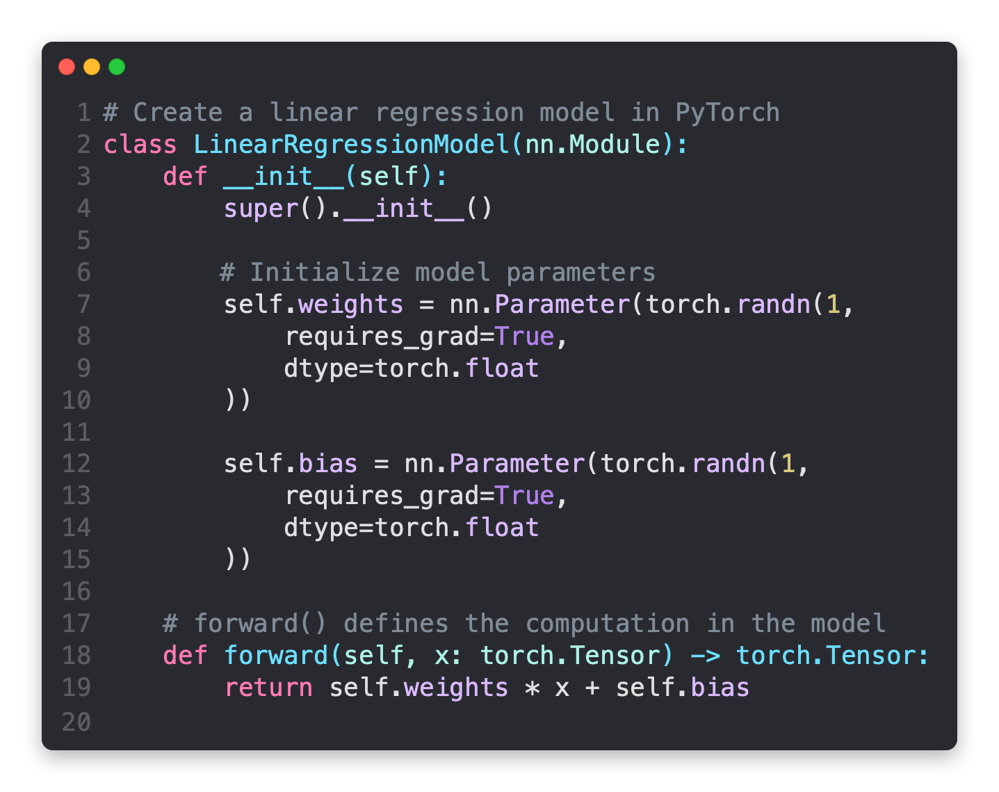 1 # Create a linear regression model in PyTorch
2 class LinearRegressionModel(nn.Module):
3     def __init__(self):
4         super().__init__()
5
6         # Initialize model parameters
7         self.weights = nn.Parameter(torch.randn(1,
8             requires_grad=True,
9             dtype=torch.float
10         ))
11
12         self.bias = nn.Parameter(torch.randn(1,
13             requires_grad=True,
14             dtype=torch.float
15         ))
16
17     # forward() defines the computation in the model
18     def forward(self, x: torch.Tensor) -> torch.Tensor:
19         return self.weights * x + self.bias
20